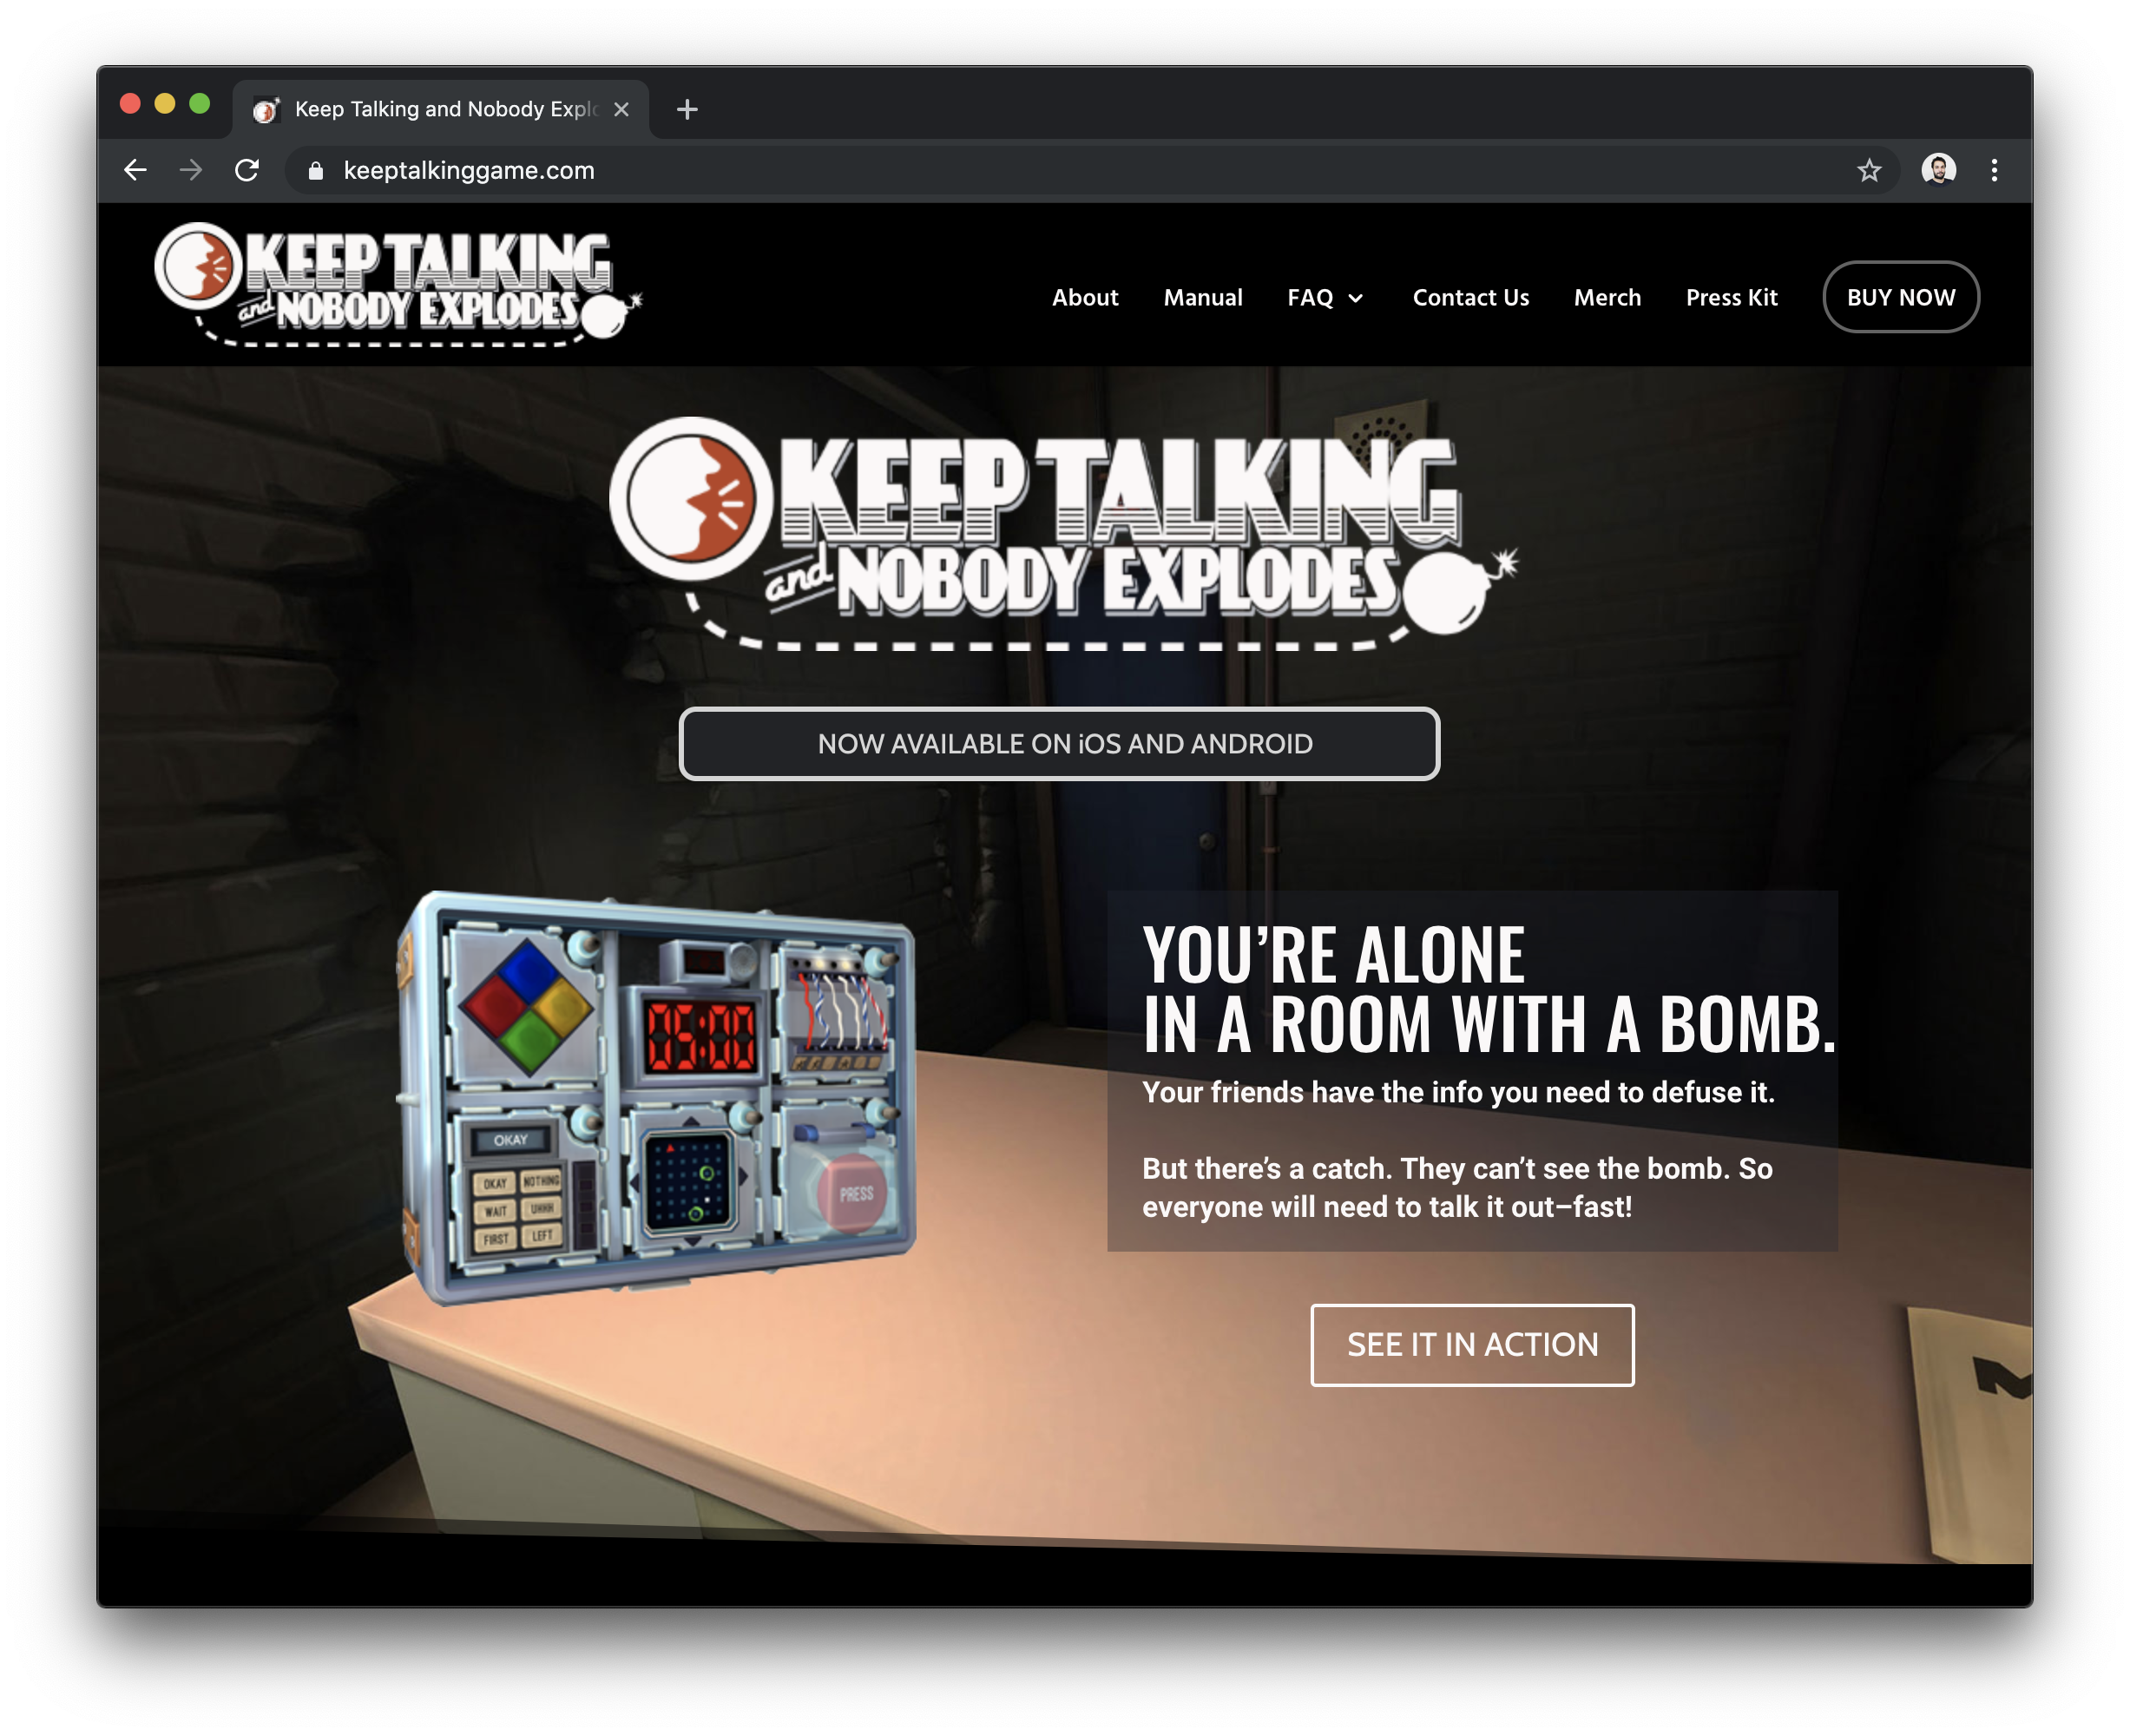 Keep Talking and Nobody Explo
keeptalkinggame.com
KEEP TALKING
and NOBODY EXPLODES
About Manual FAQ Contact Us Merch Press Kit BUY NOW
KEEP TALKING
and NOBODY EXPLODES
NOW AVAILABLE ON iOS AND ANDROID
YOU’RE ALONE
IN A ROOM WITH A BOMB.
Your friends have the info you need to defuse it.
But there’s a catch. They can’t see the bomb. So
everyone will need to talk it out–fast!
SEE IT IN ACTION
05:00
OKAY
OKAY NOTHING
WAIT UHHH
FIRST LEFT
PRESS